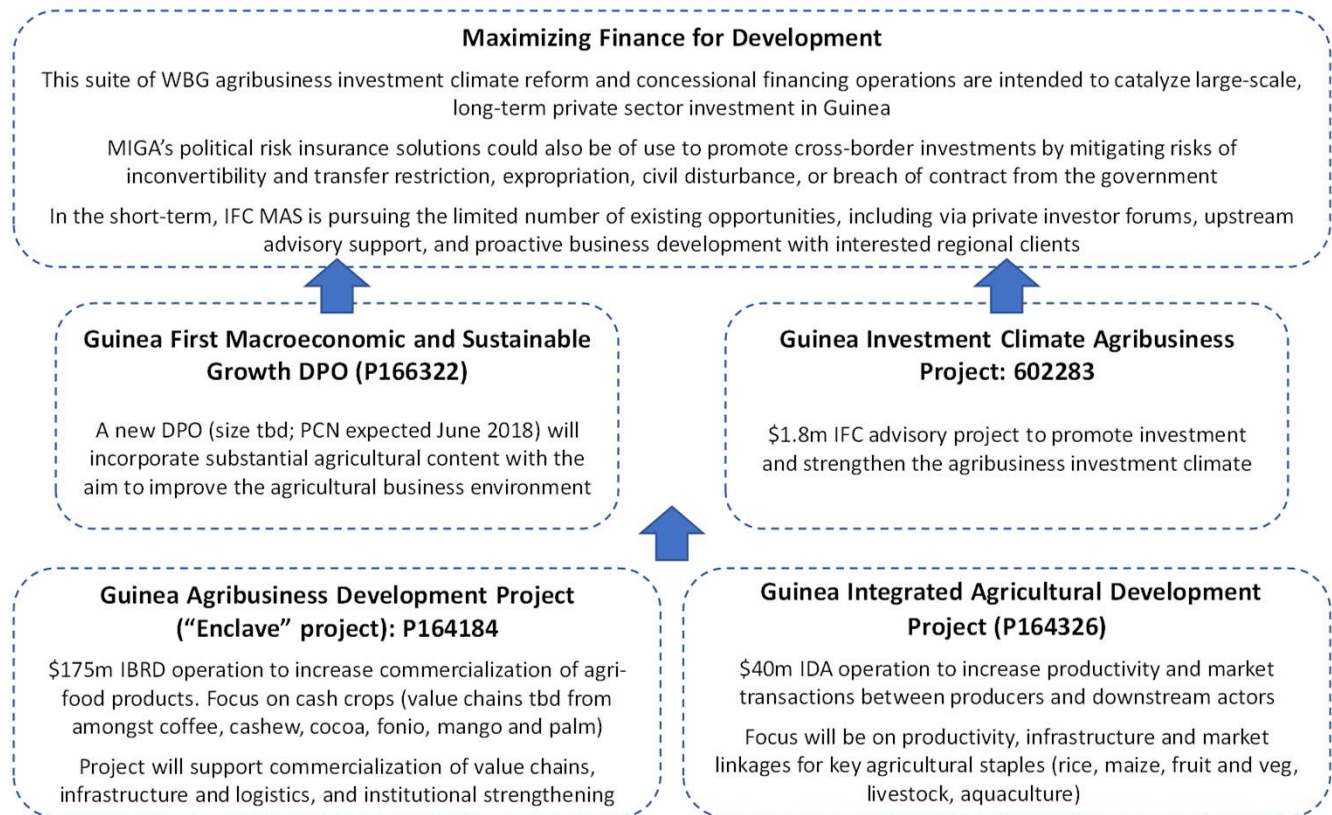 Maximizing Finance for Development
This suite of WBG agribusiness investment climate reform and concessional financing operations are intended to catalyze large-scale,
long-term private sector investment in Guinea
MIGA's political risk insurance solutions could also be of use to promote cross-border investments by mitigating risks of
inconvertibility and transfer restriction, expropriation, civil disturbance, or breach of contract from the government
In the short-term, IFC MAS is pursuing the limited number of existing opportunities, including via private investor forums, upstream
advisory support, and proactive business development with interested regional clients
Guinea First Macroeconomic and Sustainable
Growth DPO (P166322)
A new DPO (size tbd; PCN expected June 2018) will
incorporate substantial agricultural content with the
aim to improve the agricultural business environment
Guinea Investment Climate Agribusiness
Project: 602283
$1.8m IFC advisory project to promote investment
and strengthen the agribusiness investment climate
Guinea Agribusiness Development Project
("Enclave" project): P164184
$175m IBRD operation to increase commercialization of agri-
food products. Focus on cash crops (value chains tbd from
amongst coffee, cashew, cocoa, fonio, mango and palm)
Project will support commercialization of value chains,
infrastructure and logistics, and institutional strengthening
Guinea Integrated Agricultural Development
Project (P164326)
$40m IDA operation to increase productivity and market
transactions between producers and downstream actors
Focus will be on productivity, infrastructure and market
linkages for key agricultural staples (rice, maize, fruit and veg,
livestock, aquaculture)